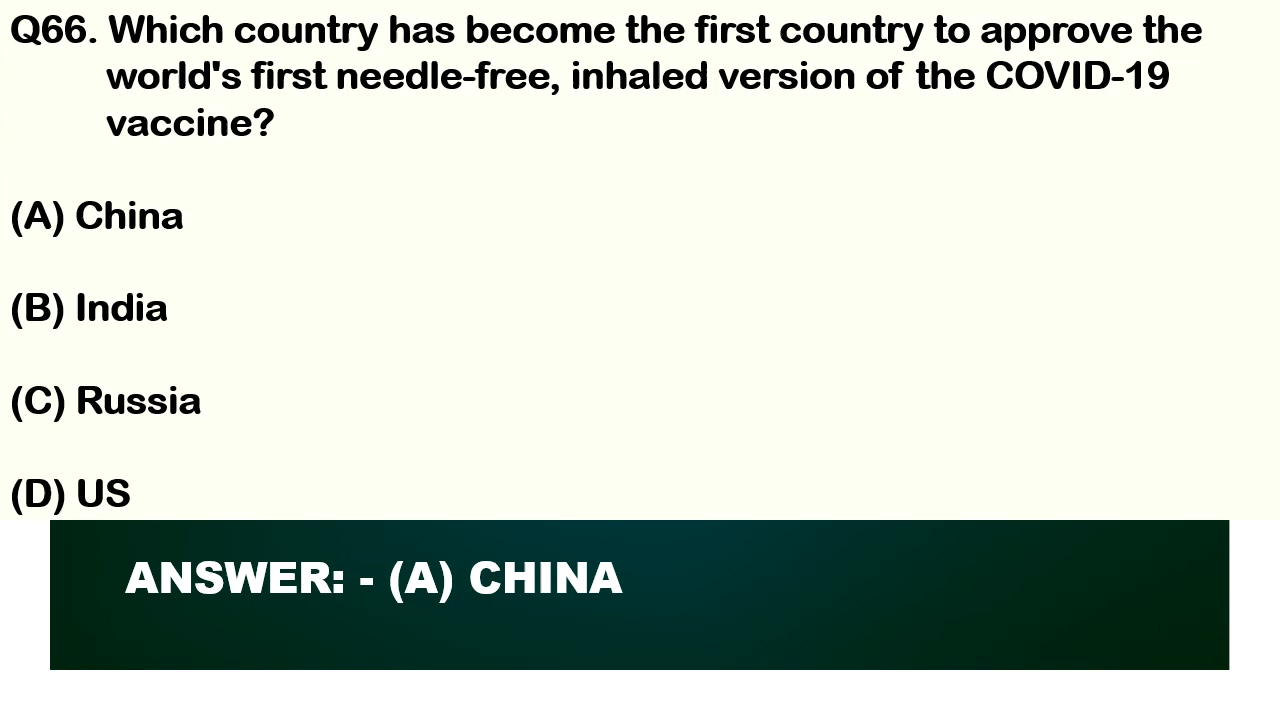 Q66. Which country has become the first country to approve the
world's first needle-free, inhaled version of the COVID-19
vaccine?
(A) China
(B) India
(C) Russia
(D) US
ANSWER: - (A) CHINA